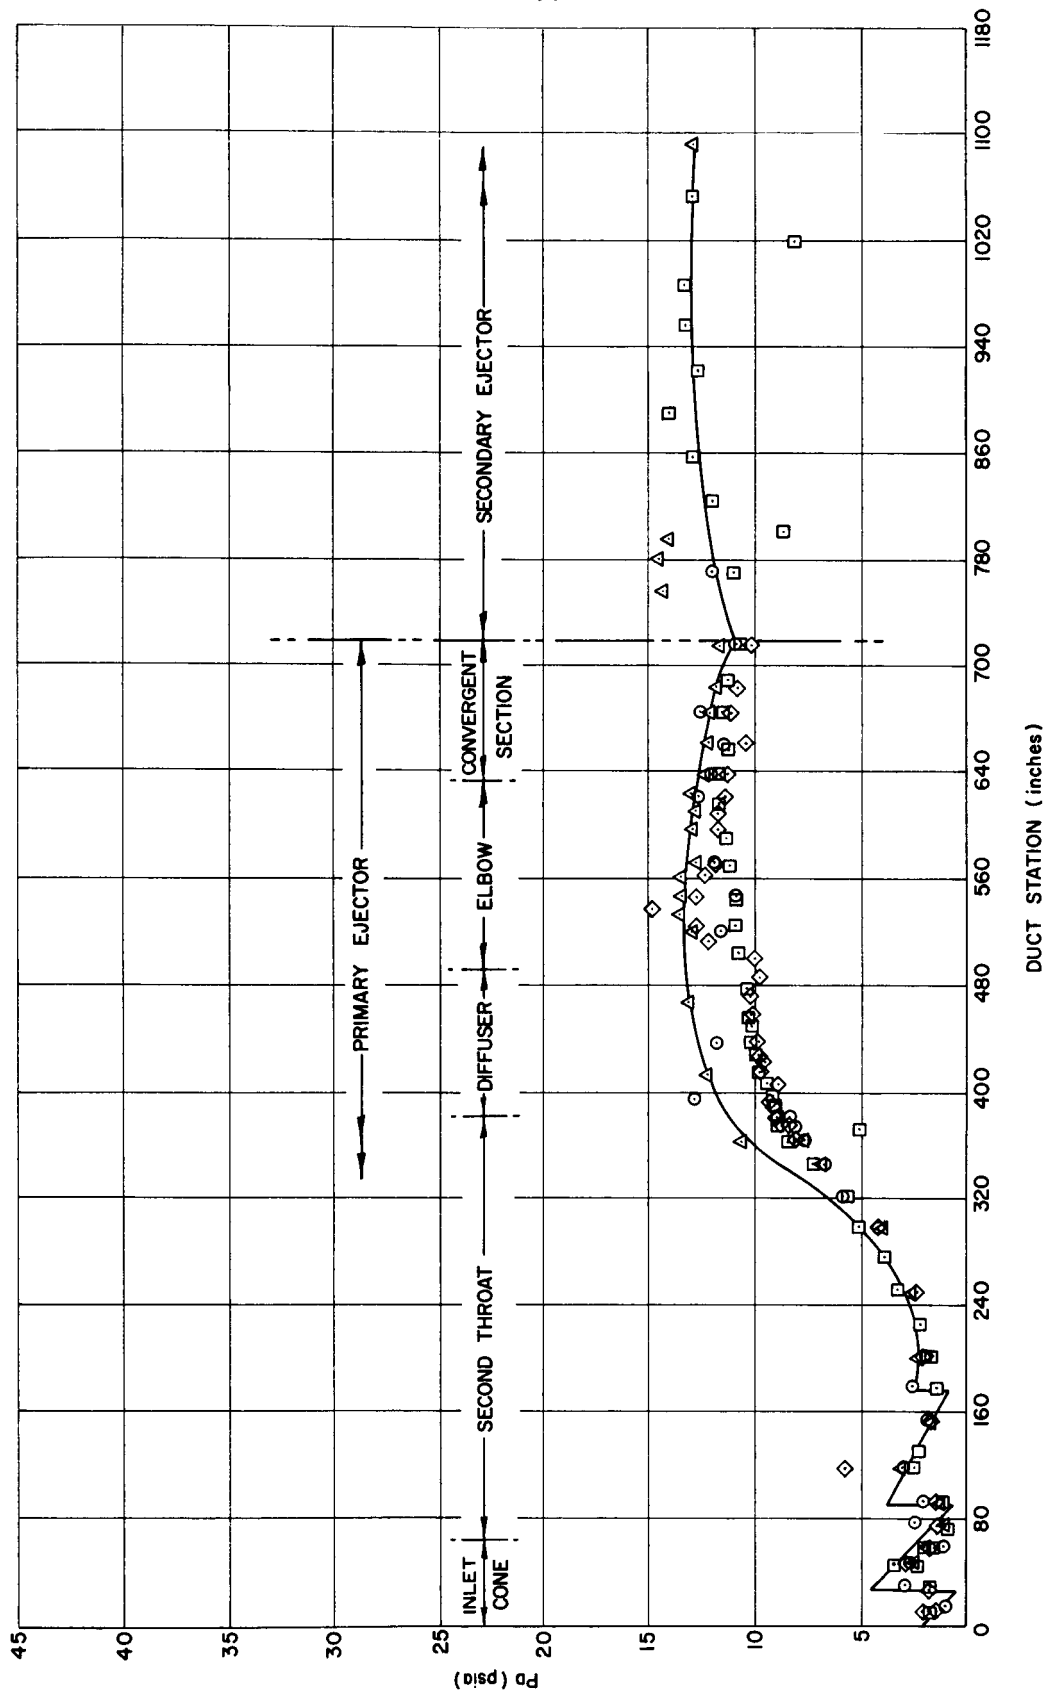 45
40
35
30
25
20
15
10
5
0
PD (psia)
PRIMARY EJECTOR
INLET
CONE
SECOND THROAT
DIFFUSER
ELBOW
CONVERGENT
SECTION
SECONDARY EJECTOR
0 80 160 240 320 400 480 560 640 700 780 860 940 1020 1100 1180
DUCT STATION (inches)